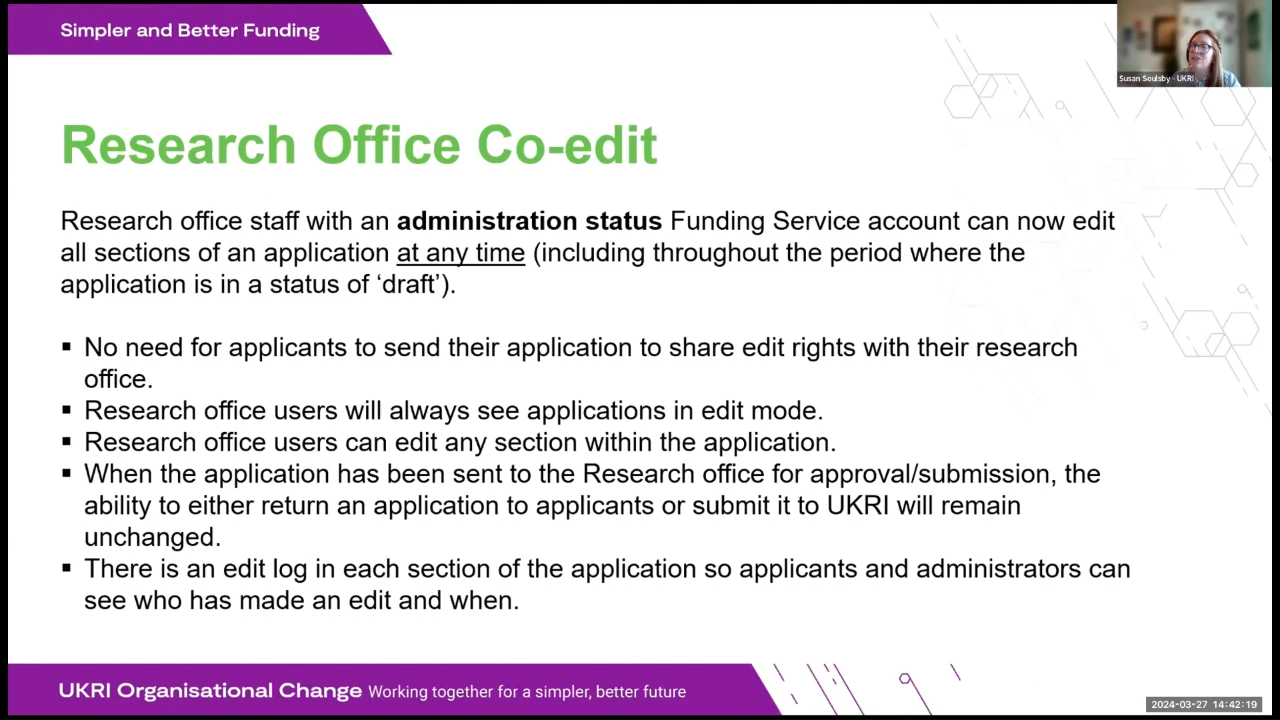 Simpler and Better Funding
Susan Soulsby - UKRI
Research Office Co-edit
Research office staff with an administration status Funding Service account can now edit
all sections of an application at any time (including throughout the period where the
application is in a status of ‘draft’).
▪ No need for applicants to send their application to share edit rights with their research
office.
▪ Research office users will always see applications in edit mode.
▪ Research office users can edit any section within the application.
▪ When the application has been sent to the Research office for approval/submission, the
ability to either return an application to applicants or submit it to UKRI will remain
unchanged.
▪ There is an edit log in each section of the application so applicants and administrators can
see who has made an edit and when.
UKRI Organisational Change Working together for a simpler, better future
2024-03-27 14:42:19